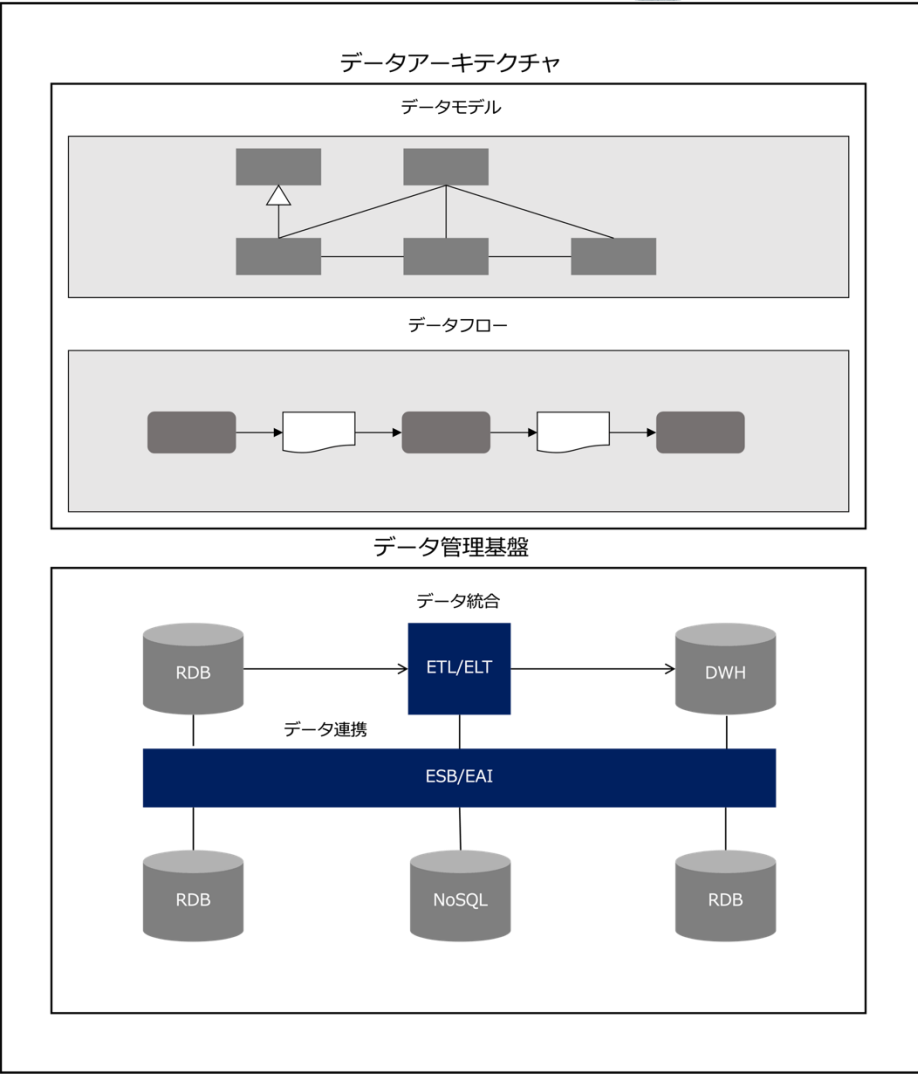 データアーキテクチャ
データモデル
データフロー
データ管理基盤
データ統合
RDB
ETL/ELT
DWH
データ連携
ESB/EAI
RDB
NoSQL
RDB